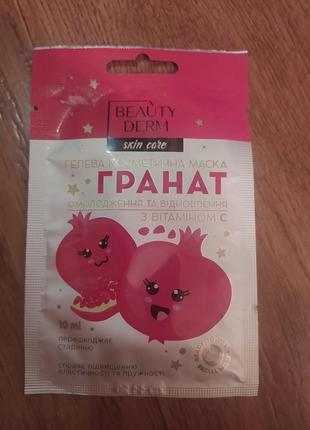 BEAUTY
DERM
skin care
ГЕЛЕВА КОСМЕТИЧНА МАСКА
ГРАНАТ
ОМОЛОДЖЕННЯ ТА ВІДНОВЛЕННЯ
З ВІТАМІНОМ С
10 ml
перешкоджає
старінню
сприяє підвищенню
еластичності та пружності